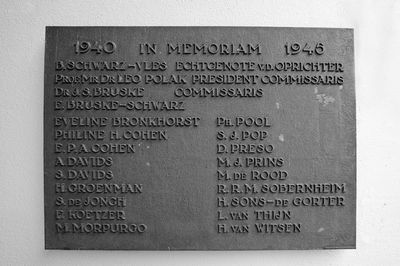 1940 IN MEMORIAM 1946
B. SCHWARZ-VLES ECHTGENOTE V.D. OPRICHTER
PROF. MR. DR. LEO POLAK PRESIDENT COMMISSARIS
DR. J. S. BRUSKE COMMISSARIS
E. BRUSKE-SCHWARZ
EVELINE BRONKHORST PH. POOL
PHILINE H. COHEN S. J. POP
E. P. A. COHEN D. PRESO
A. DAVIDS M. J. PRINS
S. DAVIDS M. DE ROOD
H. GROENMAN R. R. M. SOBERNHEIM
S. DE JONGH H. SONS-DE GORTER
E. KOETZER L. VAN THIJN
M. MORPURGO H. VAN WITSEN